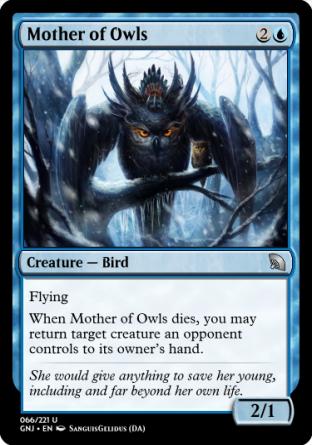 Mother of Owls 2
Creature — Bird
Flying
When Mother of Owls dies, you may
return target creature an opponent
controls to its owner's hand.
She would give anything to save her young,
including and far beyond her own life.
2/1
066/221 U
GNJ • EN SanguisGelidus (DA)